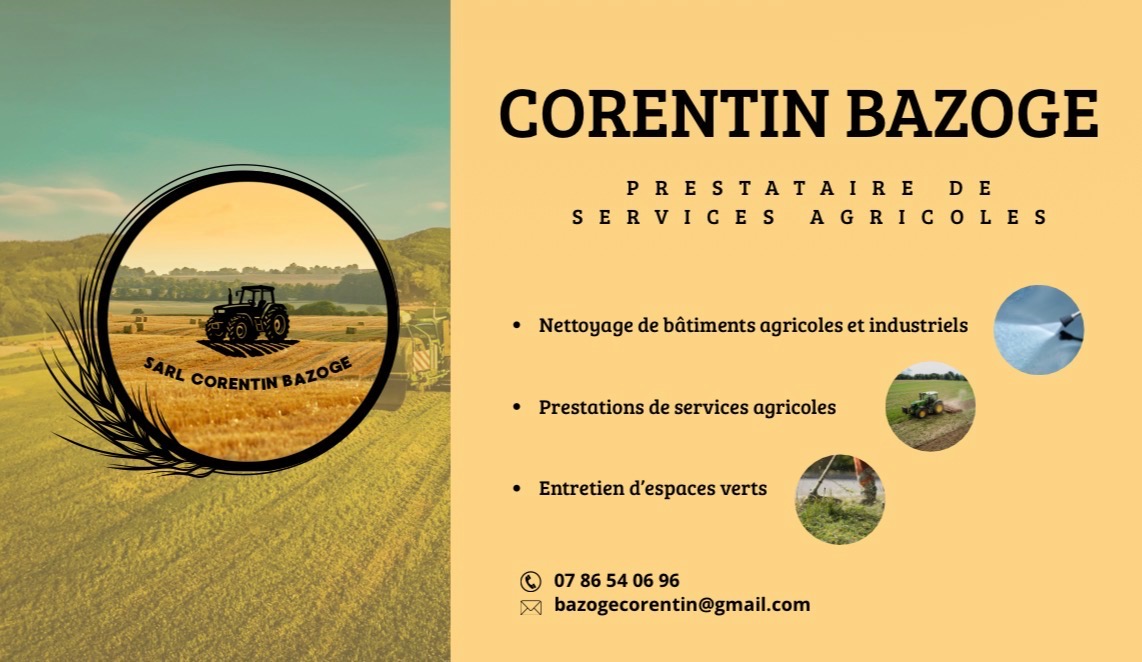 SARL CORENTIN BAZOGE
CORENTIN BAZOGE
PRESTATAIRE DE
SERVICES AGRICOLES
• Nettoyage de bâtiments agricoles et industriels
• Prestations de services agricoles
• Entretien d’espaces verts
07 86 54 06 96
bazogecorentin@gmail.com